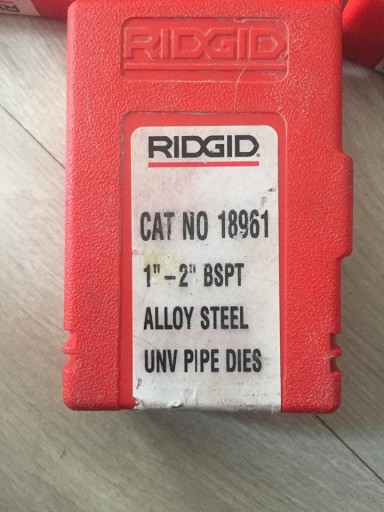 RIDGID
RIDGID
CAT NO 18961
1"-2" BSPT
ALLOY STEEL
UNV PIPE DIES